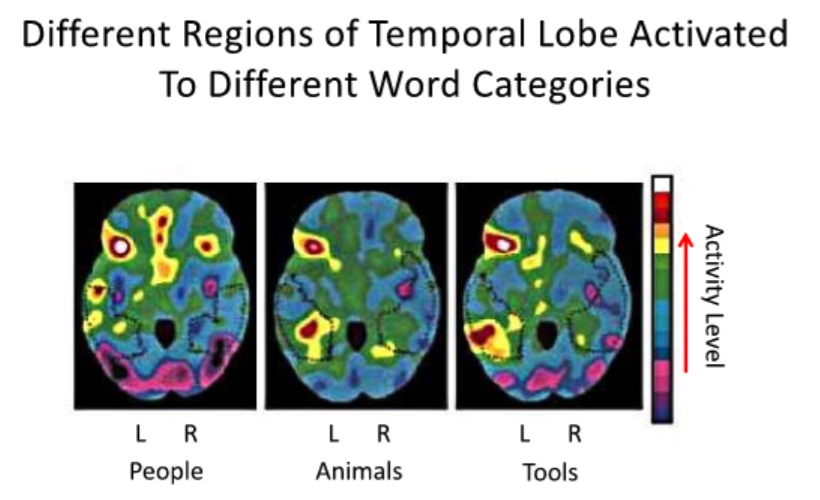 Different Regions of Temporal Lobe Activated
To Different Word Categories
Activity Level
L R
L R
L R
People
Animals
Tools